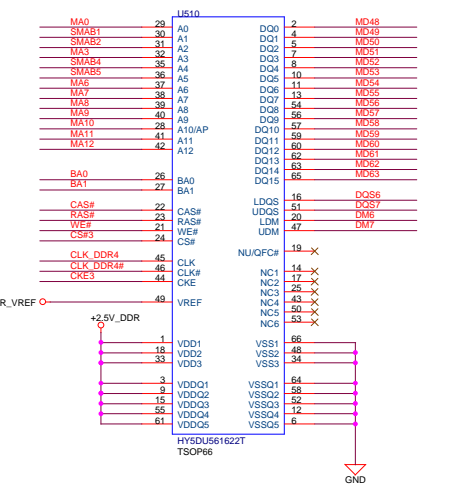 U510
MA0 29 A0 DQ0 2 MD48
SMAB1 30 A1 DQ1 4 MD49
SMAB2 31 A2 DQ2 5 MD50
MA3 32 A3 DQ3 7 MD51
SMAB4 35 A4 DQ4 8 MD52
SMAB5 36 A5 DQ5 10 MD53
MA6 37 A6 DQ6 11 MD54
MA7 38 A7 DQ7 13 MD55
MA8 39 A8 DQ8 54 MD56
MA9 40 A9 DQ9 56 MD57
MA10 28 A10/AP DQ10 57 MD58
MA11 41 A11 DQ11 59 MD59
MA12 42 A12 DQ12 60 MD60
DQ13 62 MD61
DQ14 63 MD62
BA0 26 BA0 DQ15 65 MD63
BA1 27 BA1
LDQS 16 DQS6
CAS# 22 CAS# UDQS 51 DQS7
RAS# 23 RAS# LDM 20 DM6
WE# 21 WE# UDM 47 DM7
CS#3 24 CS#
NU/QFC# 19
CLK_DDR4 45 CLK
CLK_DDR4# 46 CLK# NC1 14
CKE3 44 CKE NC2 17
NC3 25
R_VREF 49 VREF NC4 43
NC5 50
+2.5V_DDR NC6 53
1 VDD1 VSS1 66
18 VDD2 VSS2 48
33 VDD3 VSS3 34
3 VDDQ1 VSSQ1 64
9 VDDQ2 VSSQ2 58
15 VDDQ3 VSSQ3 52
55 VDDQ4 VSSQ4 12
61 VDDQ5 VSSQ5 6
HY5DU561622T
TSOP66
GND